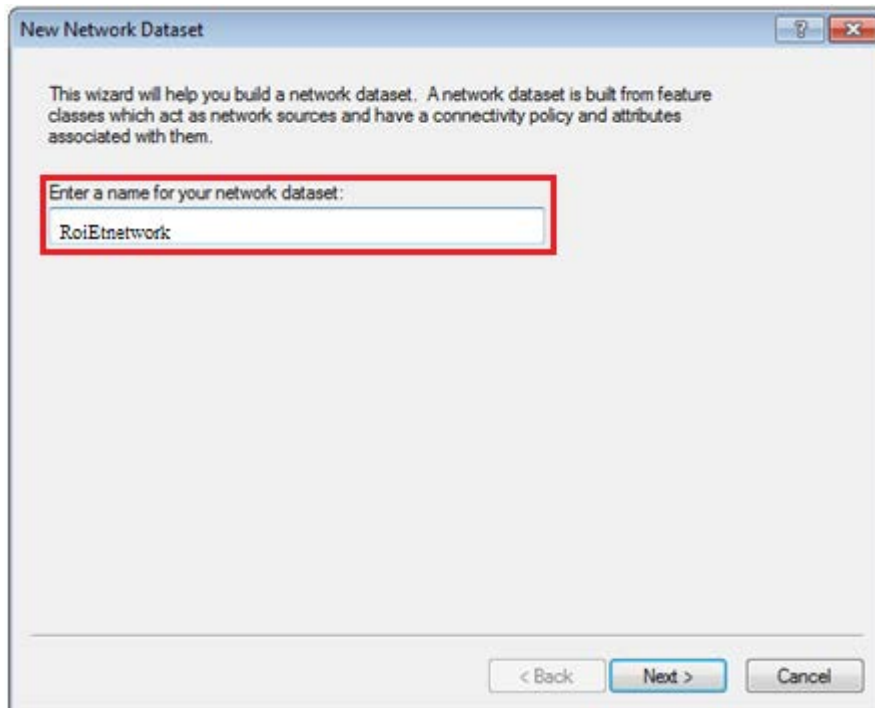 New Network Dataset
This wizard will help you build a network dataset. A network dataset is built from feature
classes which act as network sources and have a connectivity policy and attributes
associated with them.
Enter a name for your network dataset:
RoiEtnetwork
< Back
Next >
Cancel